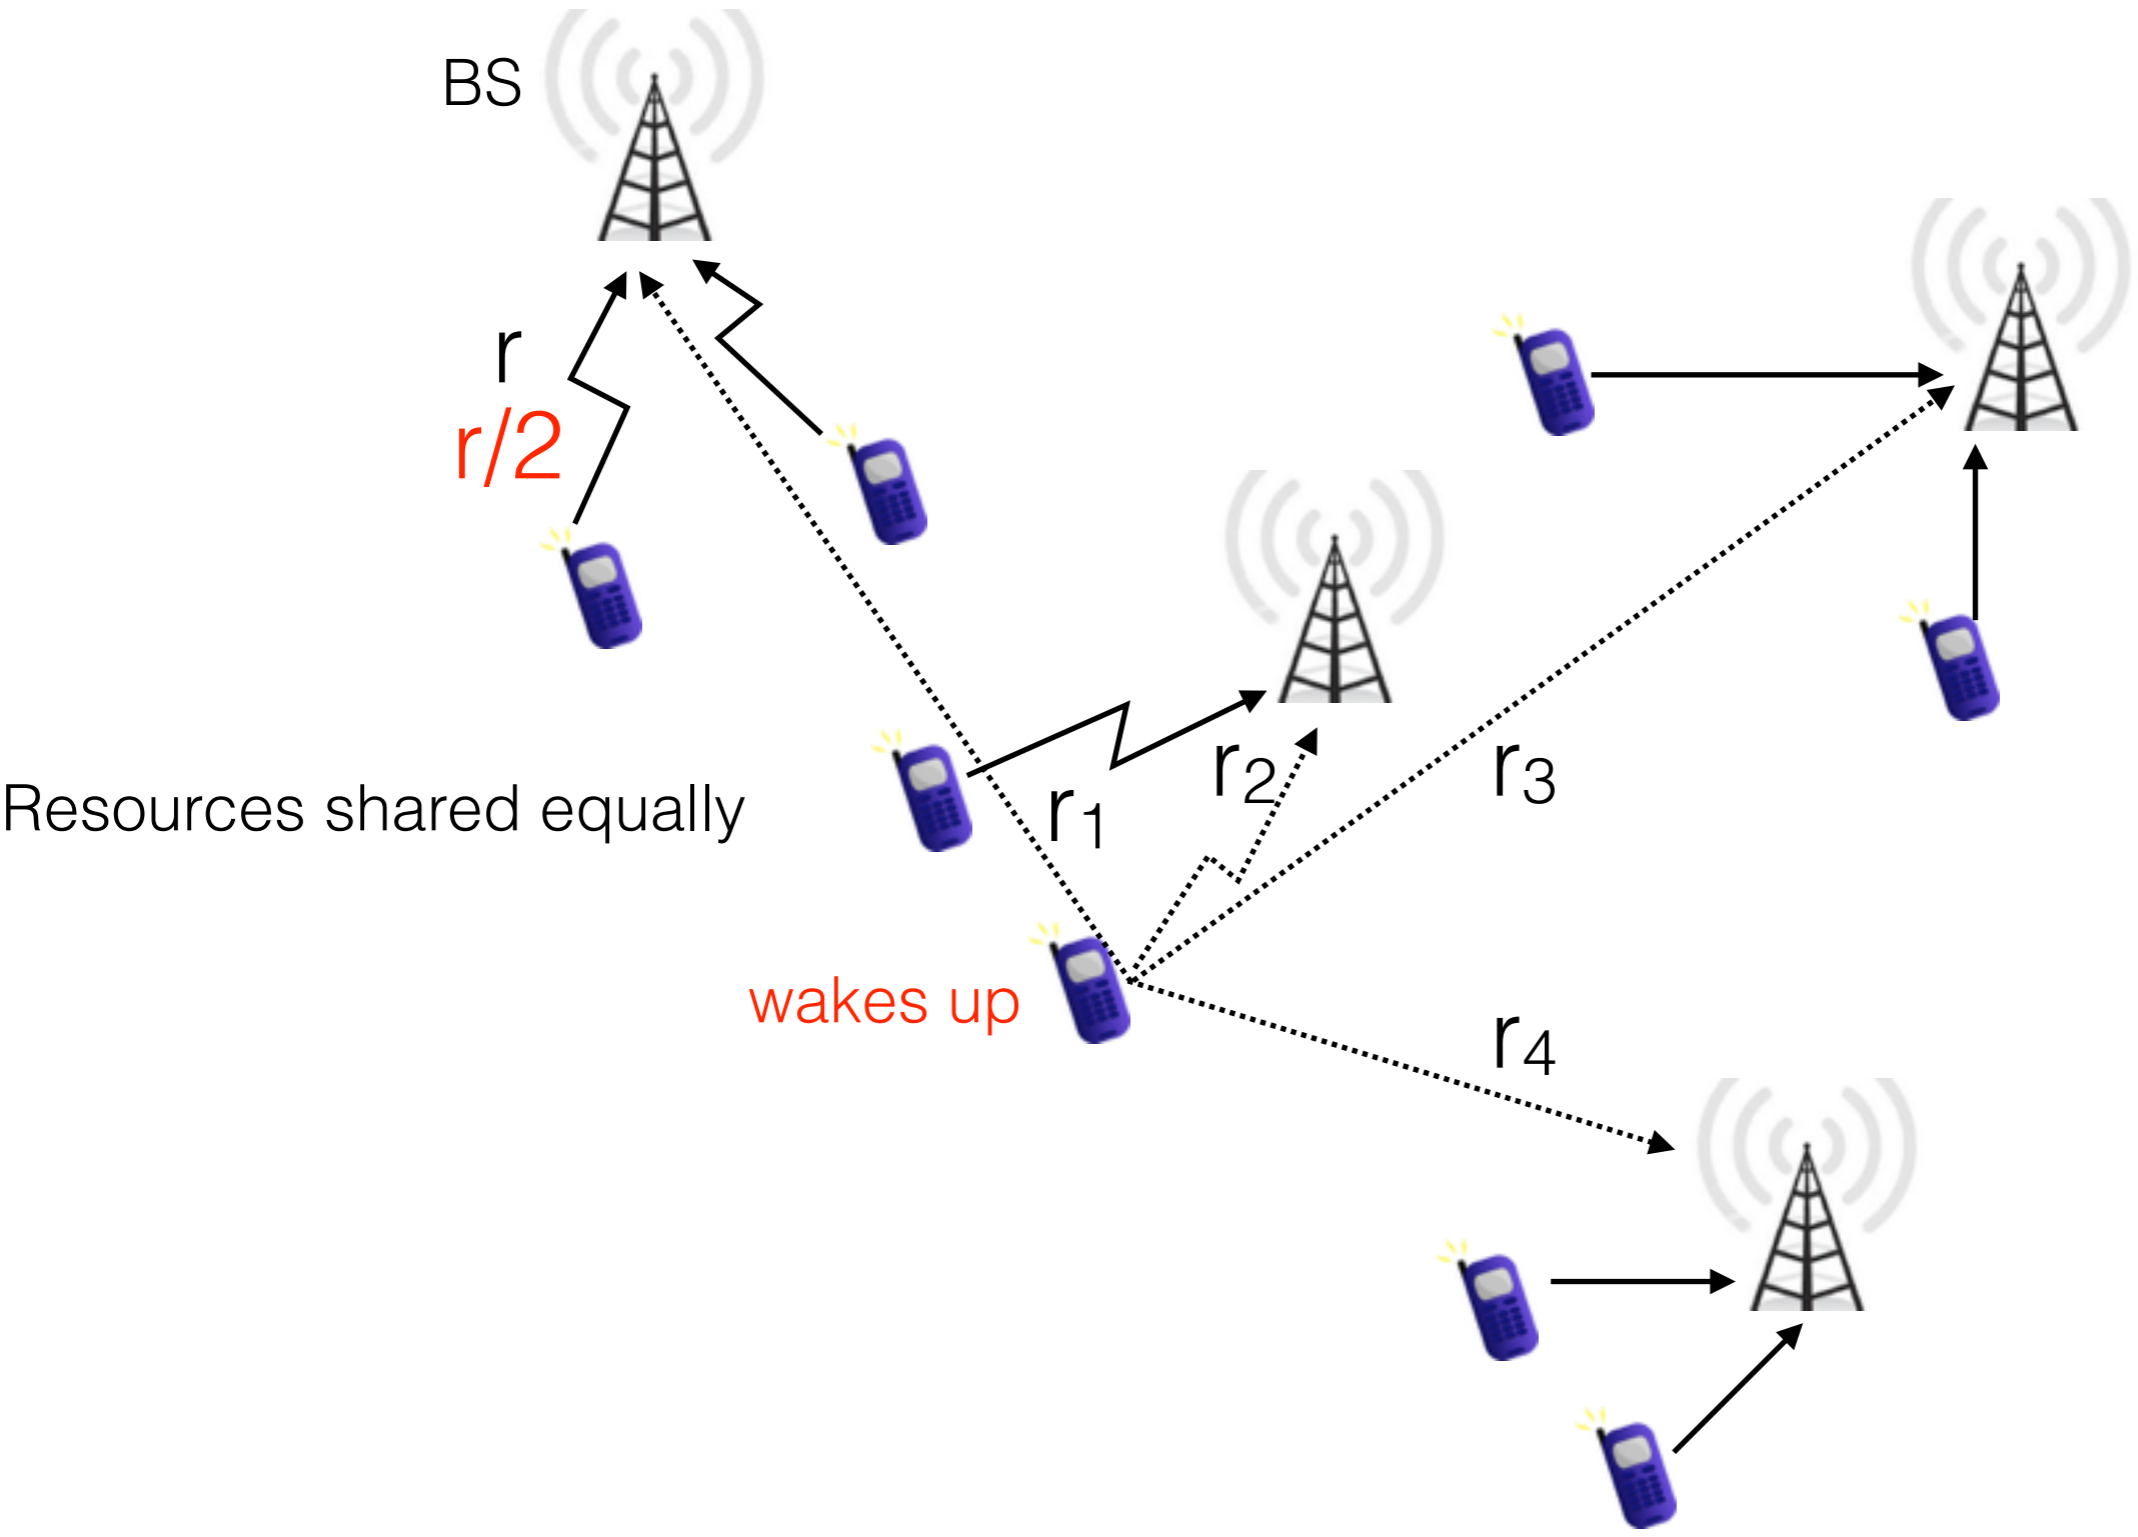 BS
r
r/2
r2
r3
Resources shared equally
r1
wakes up
r4